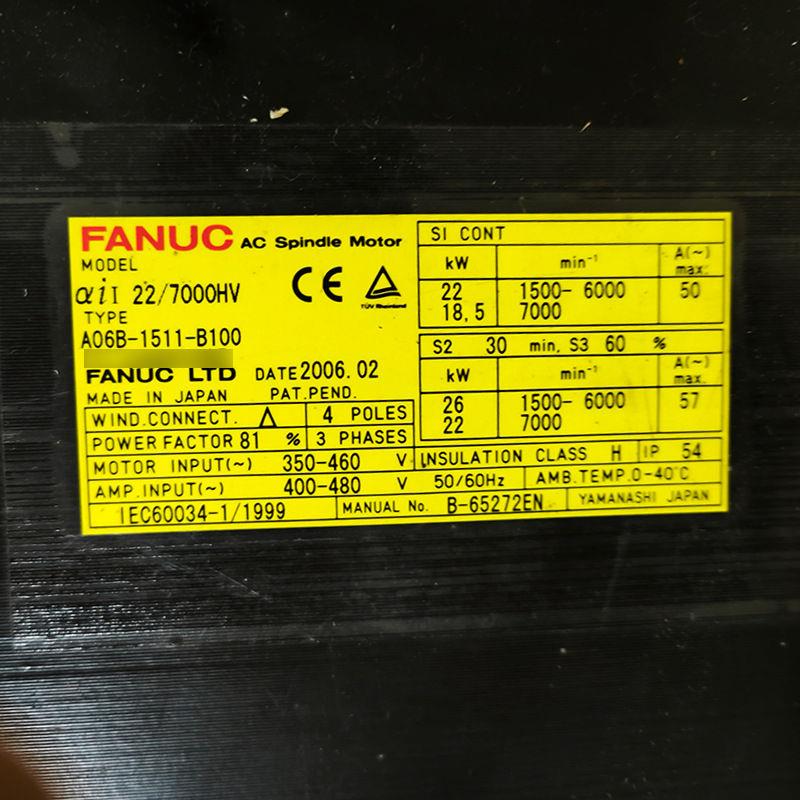 FANUC AC Spindle Motor
MODEL
αiI 22/7000HV
CE
TÜV Rheinland
TYPE
A06B-1511-B100
FANUC LTD DATE 2006.02
MADE IN JAPAN PAT.PEND.
WIND.CONNECT. Δ 4 POLES
POWER FACTOR 81 % 3 PHASES
SI CONT
kW min⁻¹ A(~) max.
22 1500- 6000 50
18,5 7000
S2 30 min, S3 60 %
kW min⁻¹ A(~) max.
26 1500- 6000 57
22 7000
MOTOR INPUT(~) 350-460 V INSULATION CLASS H IP 54
AMP.INPUT(~) 400-480 V 50/60Hz AMB.TEMP.0-40°C
IEC60034-1/1999 MANUAL No. B-65272EN YAMANASHI JAPAN